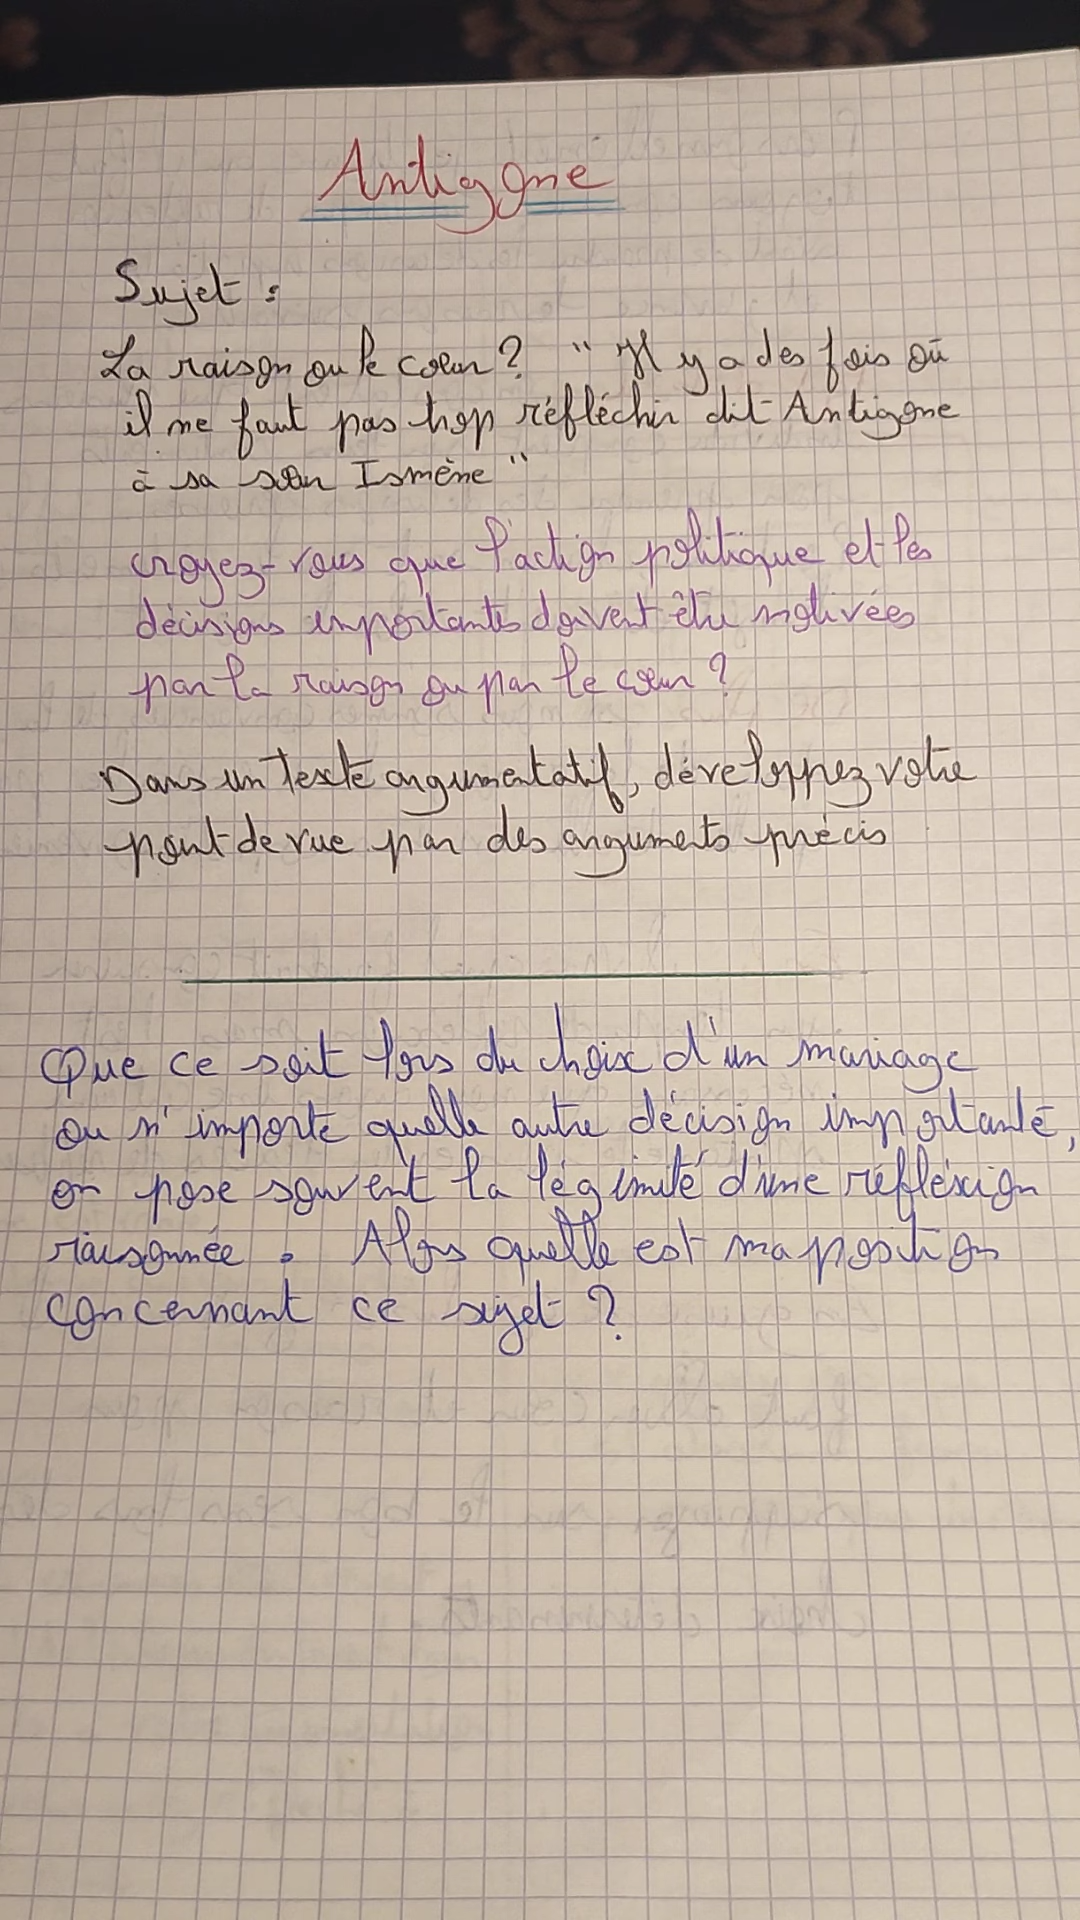 Antigone
Sujet :
La raison ou le cœur ? " Il y a des fois où
il ne faut pas trop réfléchir dit Antigone
à sa sœur Ismène "
croyez-vous que l'action politique et les
décisions importantes doivent être motivées
par la raison ou par le cœur ?
Dans un Texte argumentatif, développez votre
point de vue par des arguments précis
Que ce soit lors du choix d'un mariage
ou n'importe quelle autre décision importante,
on pose souvent la légimité d'une réfléxion
raisonnée. Alors quelle est ma position
concernant ce sujet ?